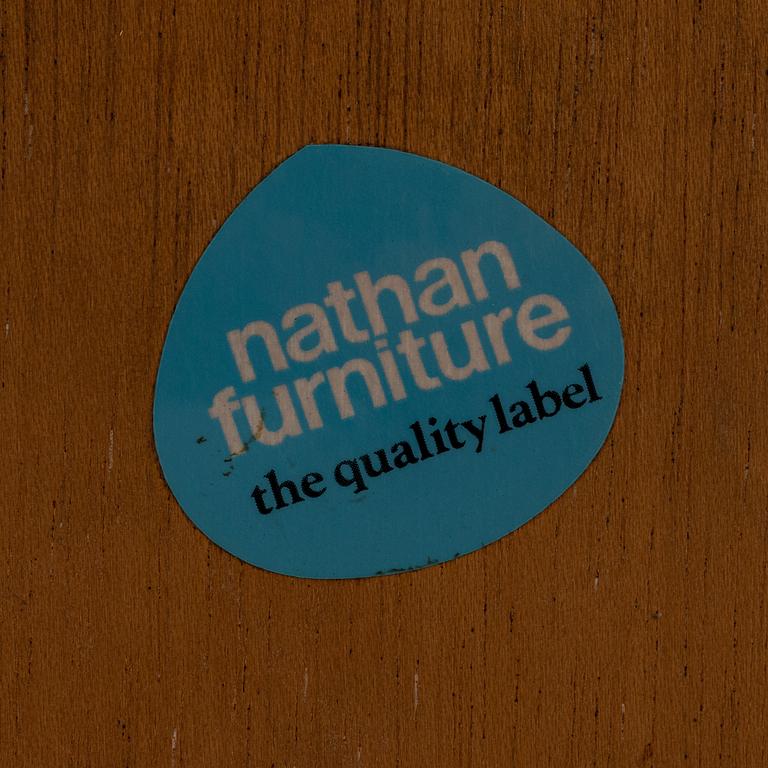 nathan
furniture
the quality label